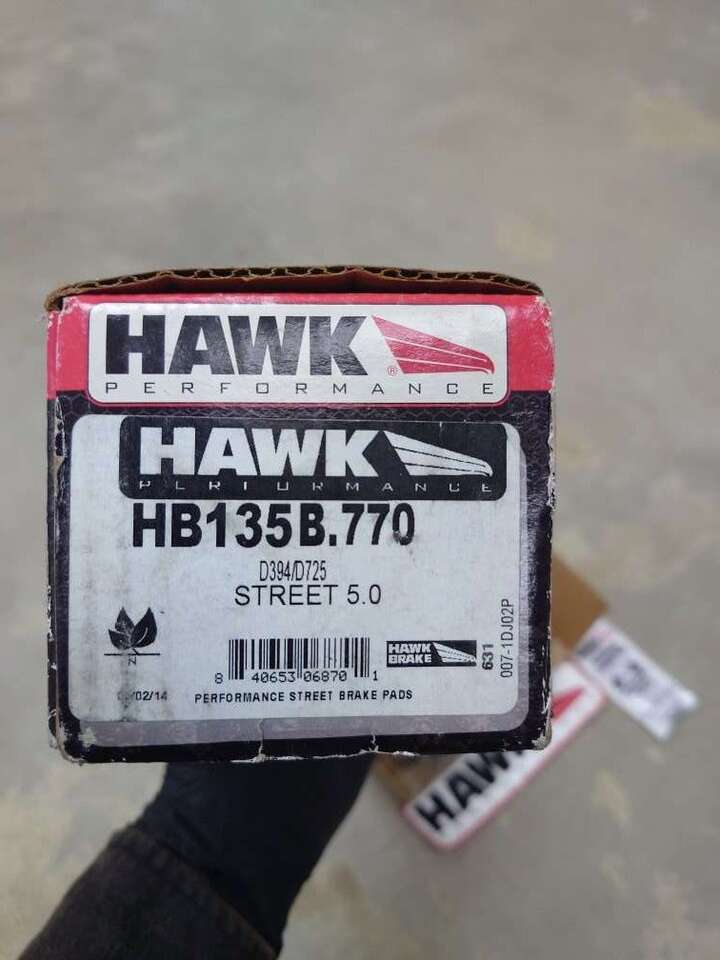 HAWK®
PERFORMANCE
HAWK
PERFORMANCE
HB135B.770
D394/D725
STREET 5.0
HAWK
BRAKE
631
007-1DJ02P
8 40653 06870 1
/02/14
PERFORMANCE STREET BRAKE PADS
HAWK